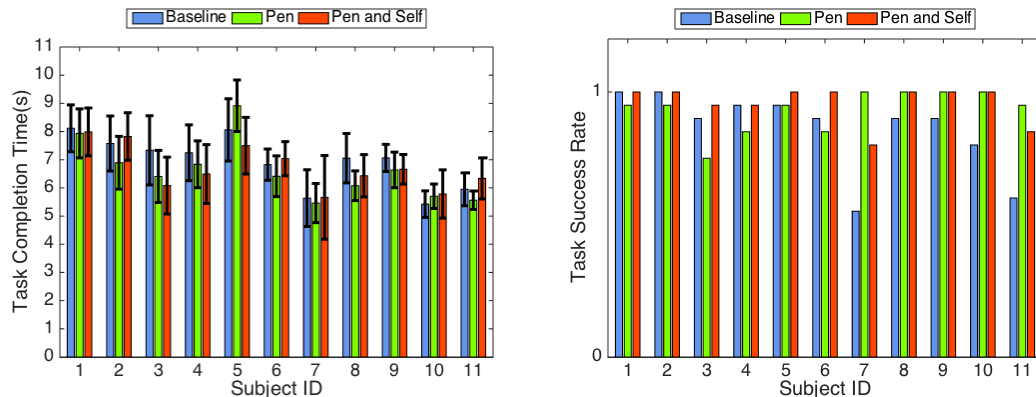 Baseline Pen Pen and Self
11
10
9
8
7
6
5
4
3
2
1
0
Task Completion Time(s)
1 2 3 4 5 6 7 8 9 10 11
Subject ID
Baseline Pen Pen and Self
1
0
Task Success Rate
1 2 3 4 5 6 7 8 9 10 11
Subject ID